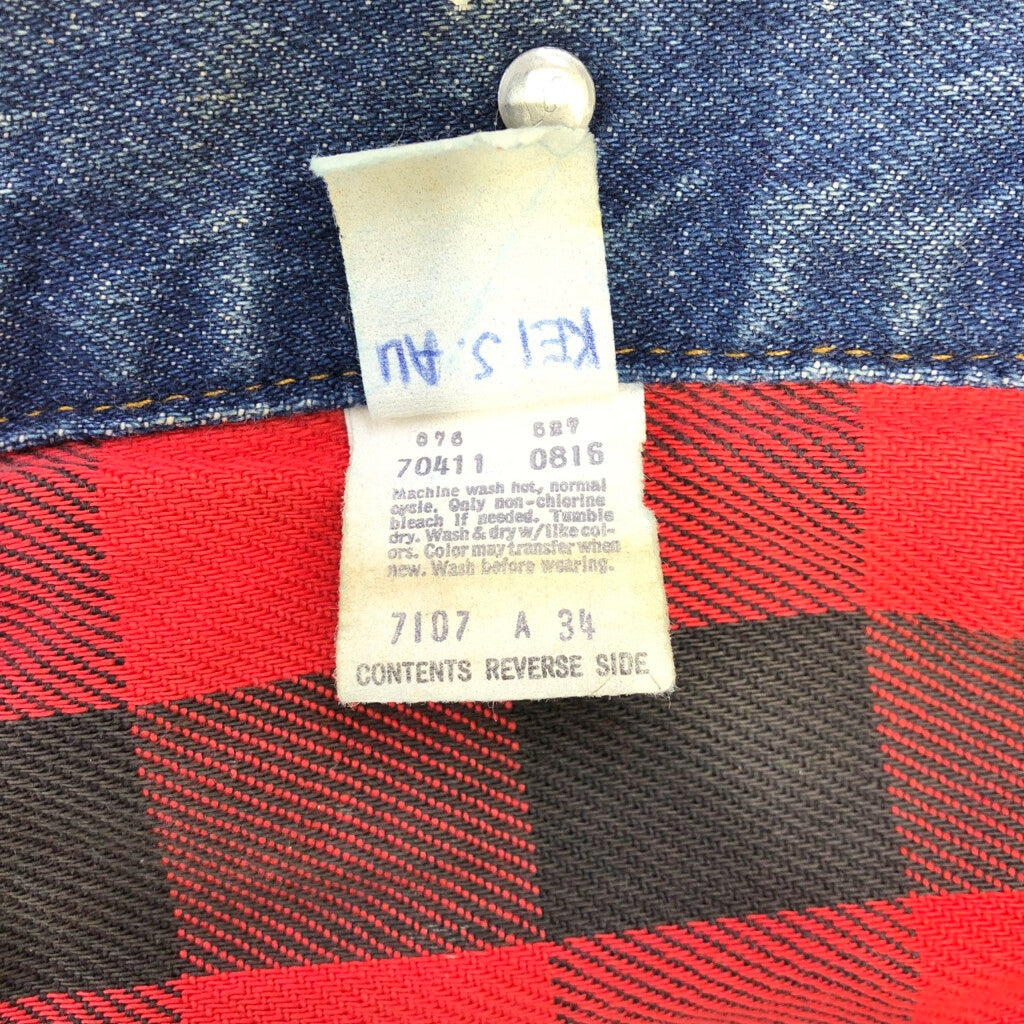 KEI S. AU
076 527
70411 0816
Machine wash hot, normal
cycle. Only non-chlorine
bleach if needed. Tumble
dry. Wash & dry w/like col-
ors. Color may transfer when
new. Wash before wearing.
7107 A 34
CONTENTS REVERSE SIDE